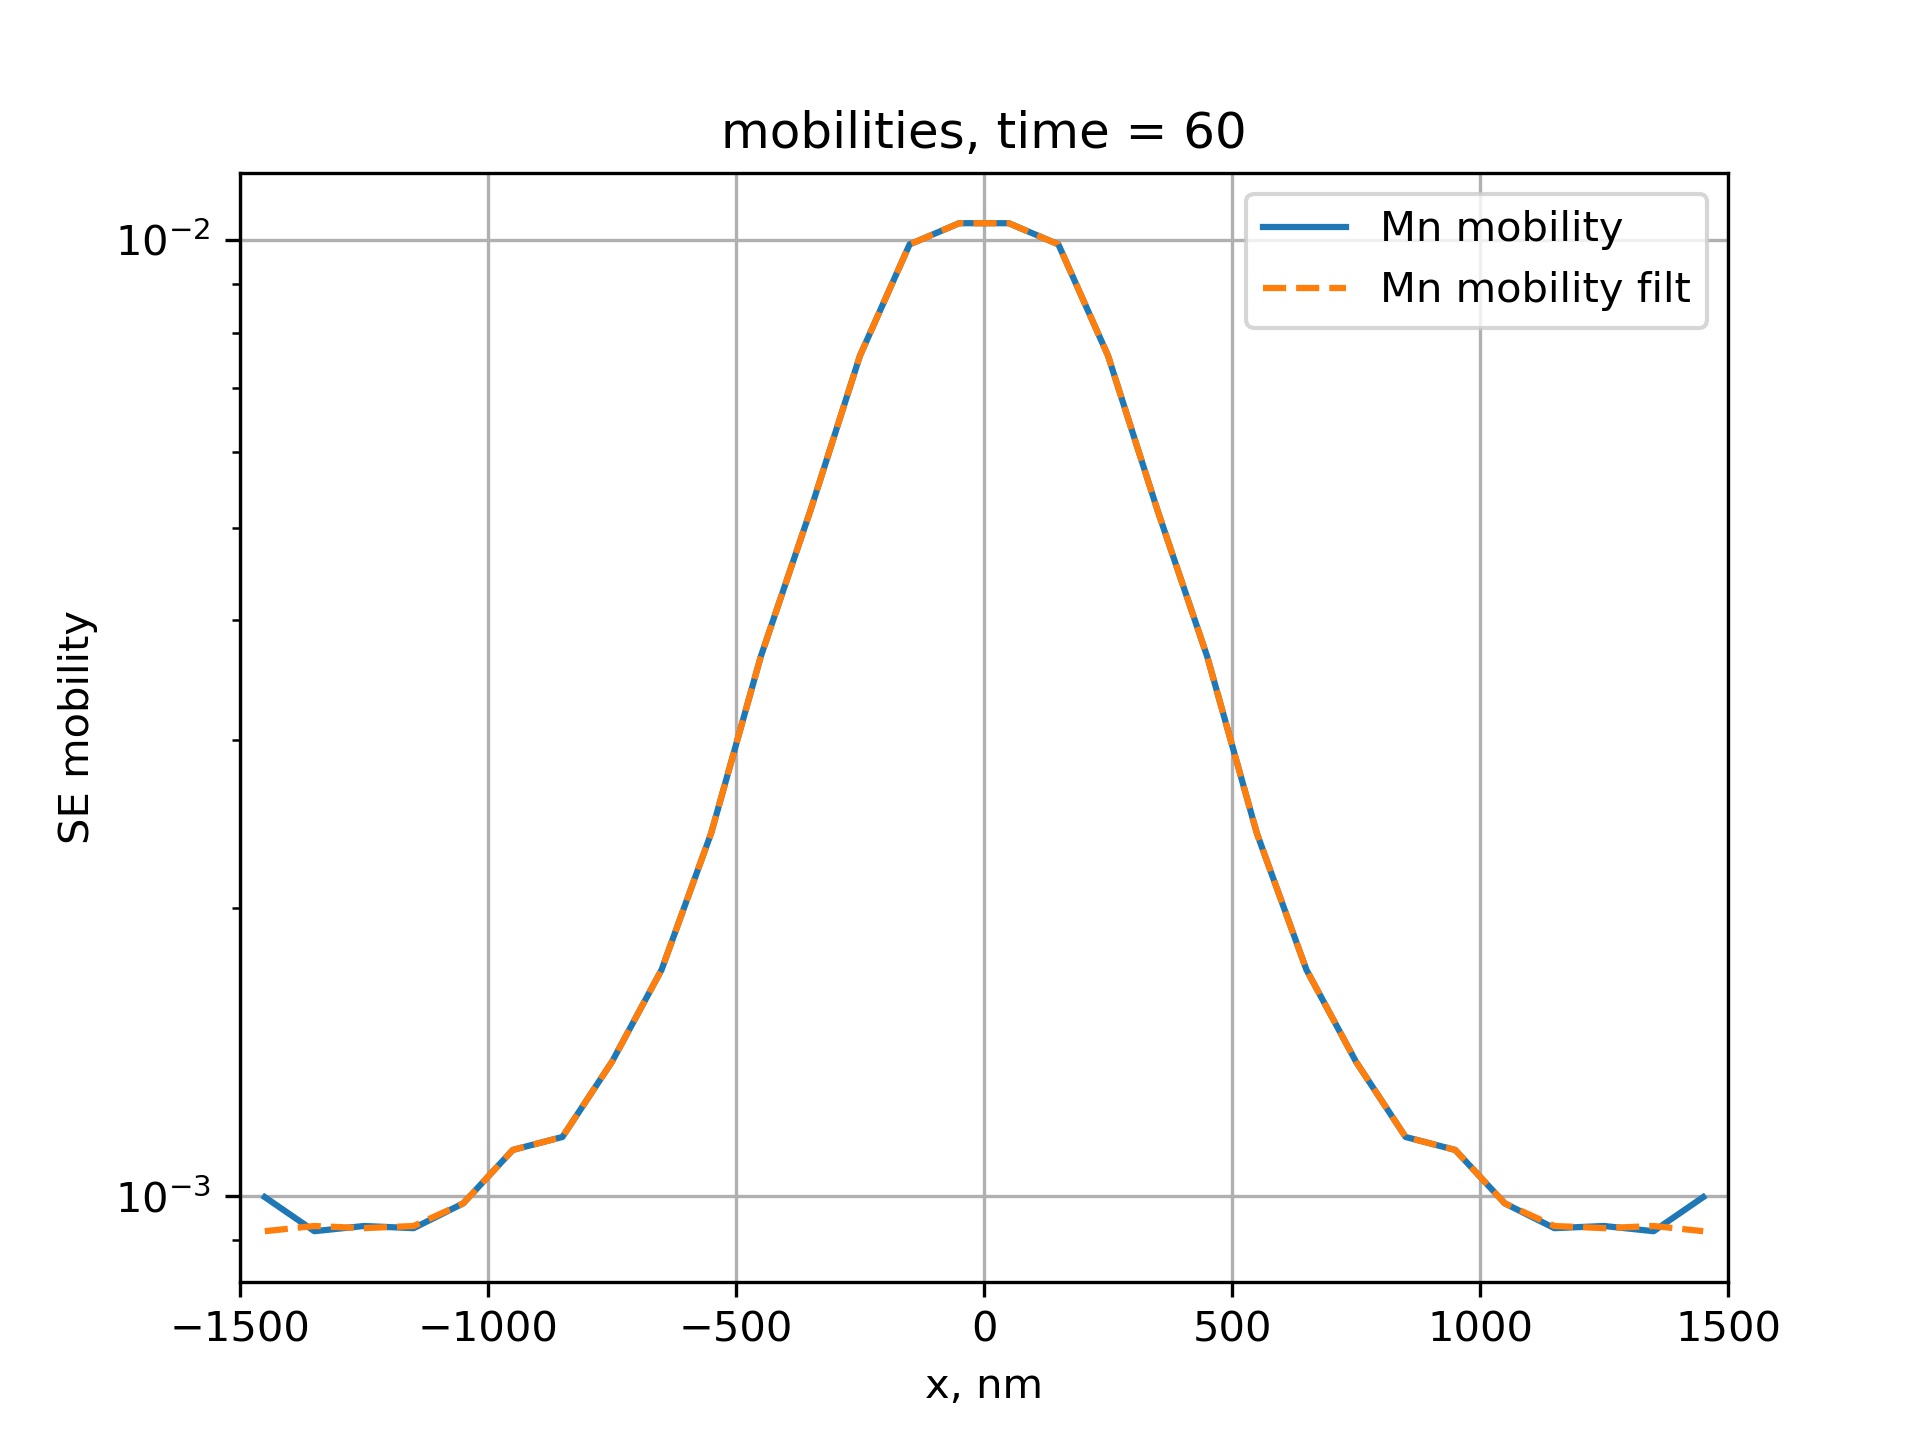 mobilities, time = 60
Mn mobility
Mn mobility filt
10⁻²
10⁻³
SE mobility
−1500 −1000 −500 0 500 1000 1500
x, nm